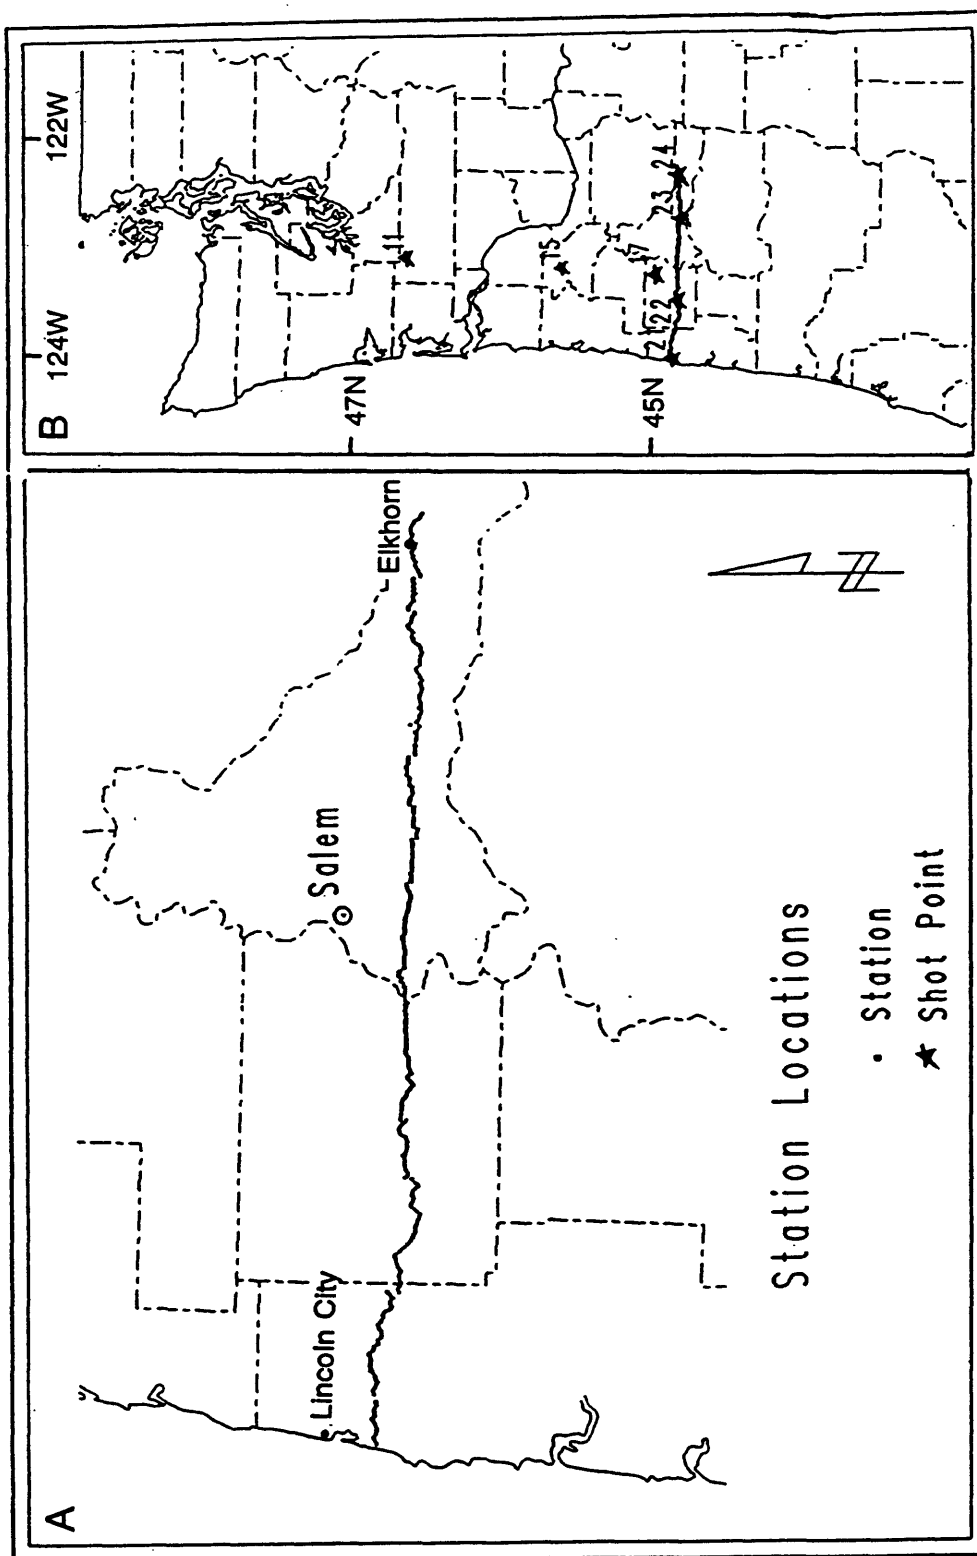 A
Lincoln City
Salem
Elkhorn
Station Locations
Station
Shot Point
N
B
124W
122W
47N
45N
11
15
17
21
22
23
24